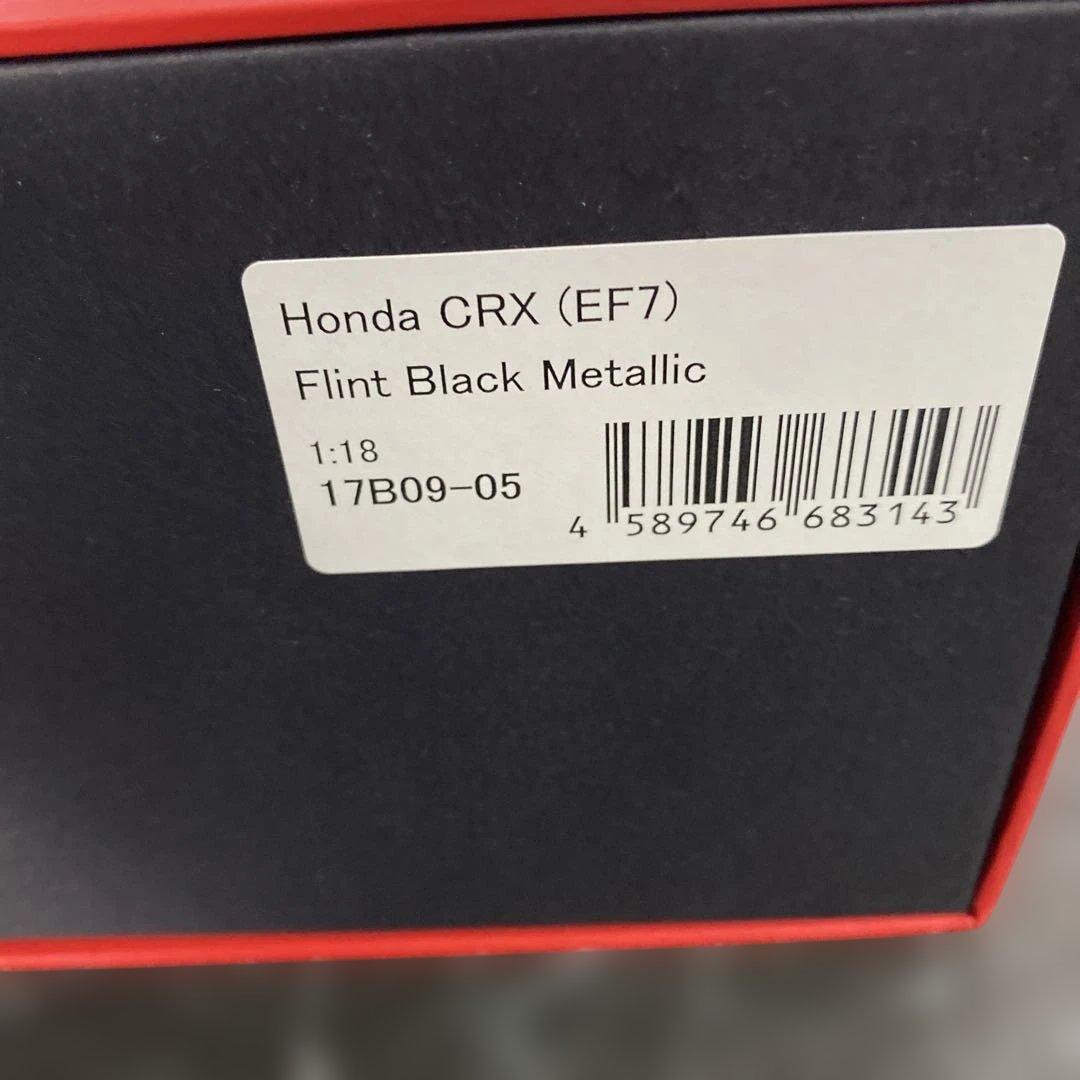 Honda CRX (EF7)
Flint Black Metallic
1:18
17B09-05
4 589746 683143